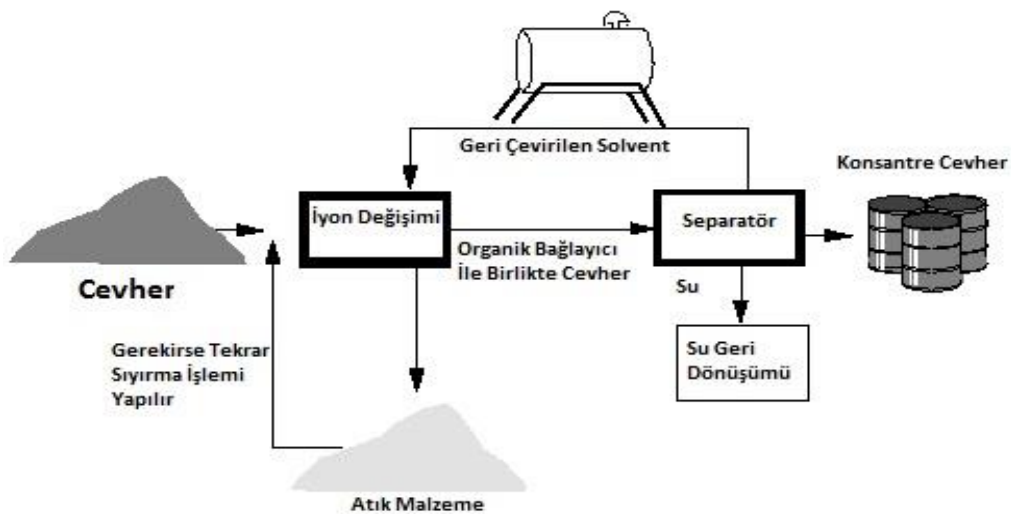 Geri Çevirilen Solvent
Konsantre Cevher
İyon Değişimi
Separatör
Organik Bağlayıcı
İle Birlikte Cevher
Cevher
Su
Gerekirse Tekrar
Sıyırma İşlemi
Yapılır
Su Geri
Dönüşümü
Atık Malzeme